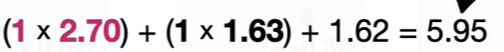 (1 × 2.70) + (1 × 1.63) + 1.62 = 5.95